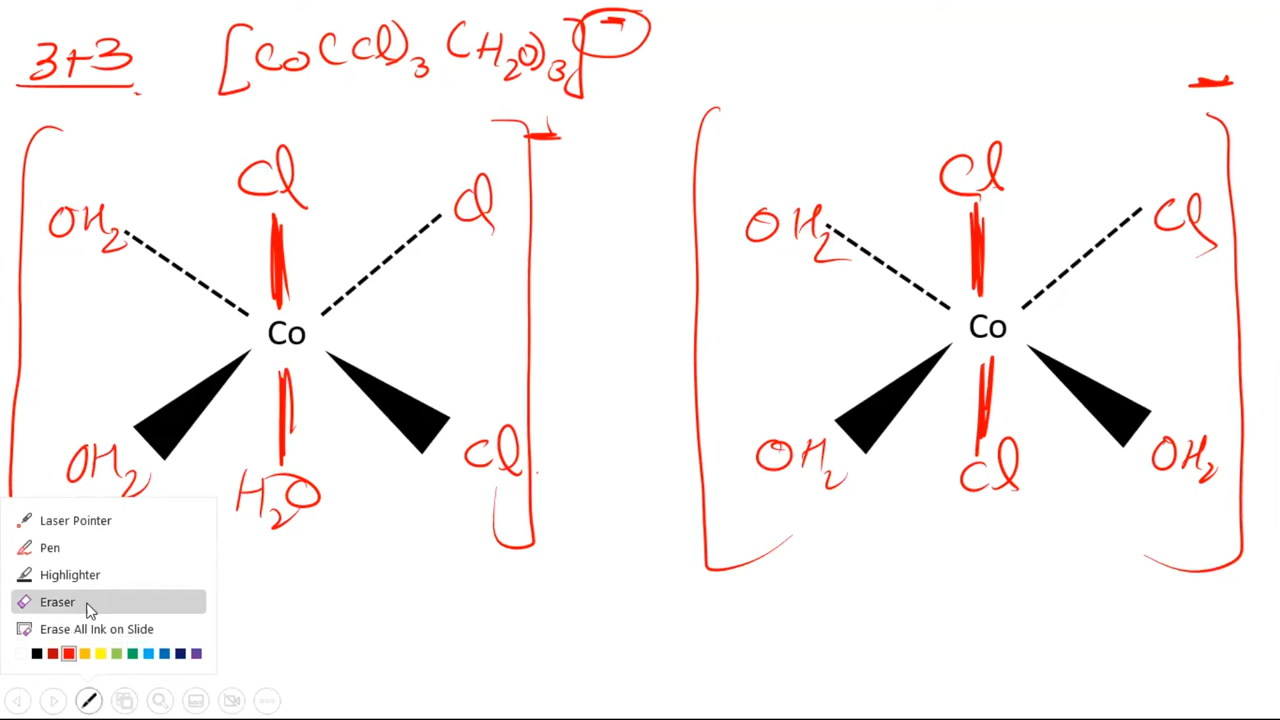 3+3 [Co(Cl)3(H2O)3]-
Cl
OH2
Cl
Co
OH2
H2O
Cl
-
Cl
OH2
Cl
Co
OH2
Cl
OH2
-
Laser Pointer
Pen
Highlighter
Eraser
Erase All Ink on Slide